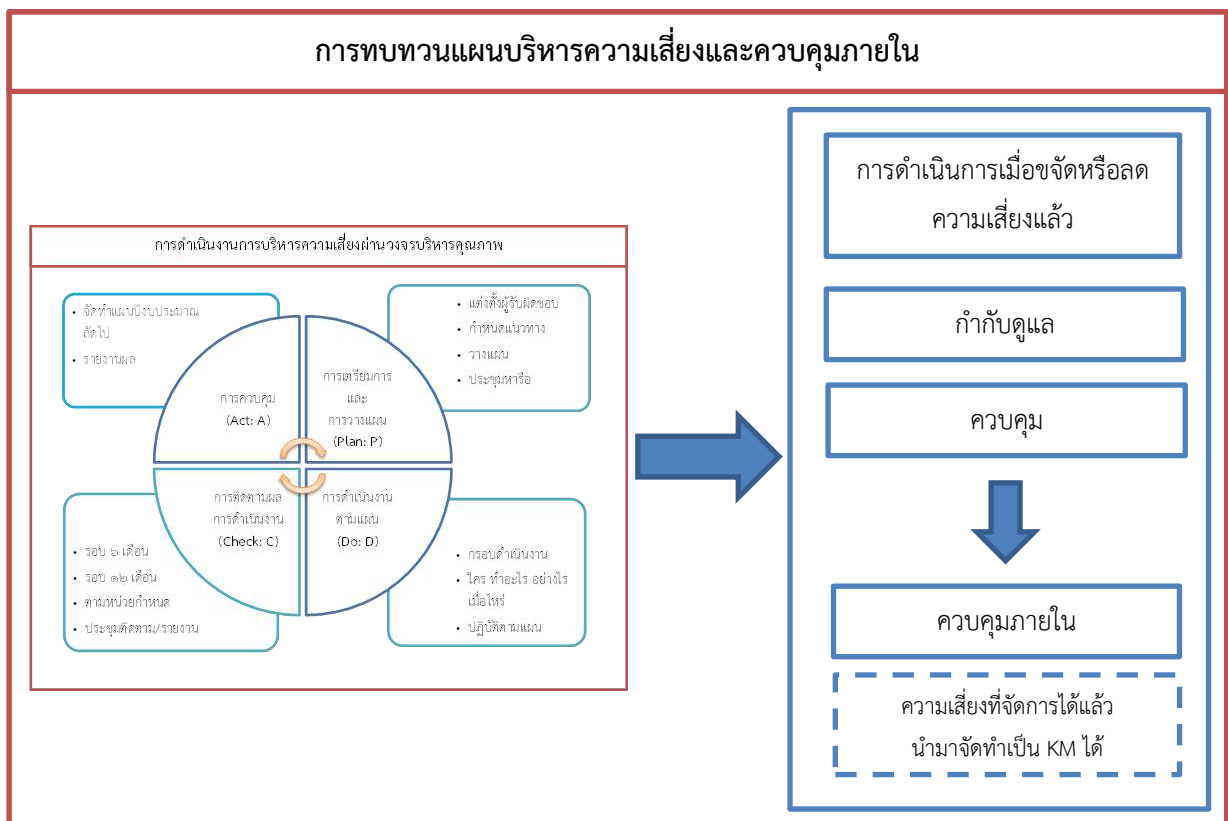 การทบทวนแผนบริหารความเสี่ยงและควบคุมภายใน
การดำเนินงานการบริหารความเสี่ยงผ่านวงจรบริหารคุณภาพ
• จัดทำแผนปีงบประมาณ
ถัดไป
• รายงานผล
• แต่งตั้งผู้รับผิดชอบ
• กำหนดแนวทาง
• วางแผน
• ประชุมหารือ
การควบคุม
(Act: A)
การเตรียมการ
และ
การวางแผน
(Plan: P)
การติดตามผล
การดำเนินงาน
(Check: C)
การดำเนินงาน
ตามแผน
(Do: D)
• รอบ ๖ เดือน
• รอบ ๑๒ เดือน
• ตามหน่วยกำหนด
• ประชุมติดตาม/รายงาน
• กรอบดำเนินงาน
• ใคร ทำอะไร อย่างไร
เมื่อไหร่
• ปฏิบัติตามแผน
การดำเนินการเมื่อขจัดหรือลด
ความเสี่ยงแล้ว
กำกับดูแล
ควบคุม
ควบคุมภายใน
ความเสี่ยงที่จัดการได้แล้ว
นำมาจัดทำเป็น KM ได้